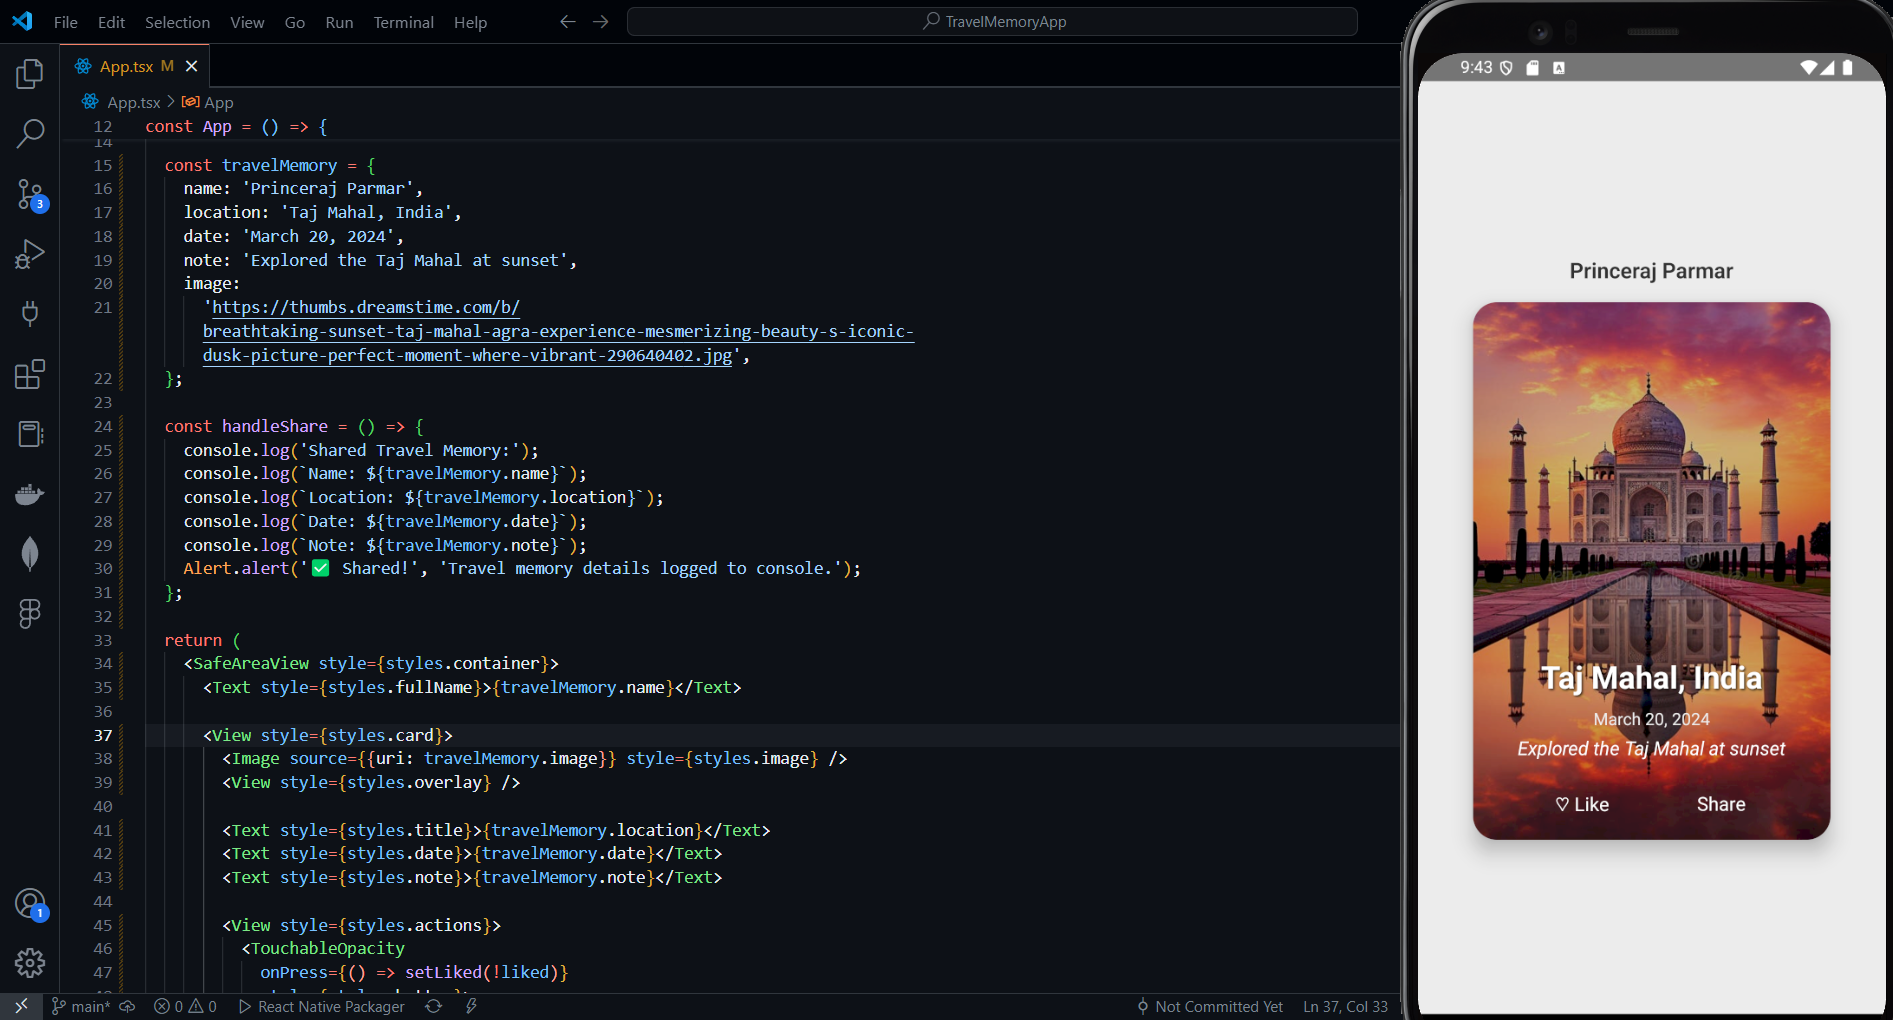 File Edit Selection View Go Run Terminal Help
TravelMemoryApp
App.tsx M
App.tsx > App
12 const App = () => {
14
15 const travelMemory = {
16 name: 'Princeraj Parmar',
17 location: 'Taj Mahal, India',
18 date: 'March 20, 2024',
19 note: 'Explored the Taj Mahal at sunset',
20 image:
21 'https://thumbs.dreamstime.com/b/
breathtaking-sunset-taj-mahal-agra-experience-mesmerizing-beauty-s-iconic-
dusk-picture-perfect-moment-where-vibrant-290640402.jpg',
22 };
23
24 const handleShare = () => {
25 console.log('Shared Travel Memory:');
26 console.log(`Name: ${travelMemory.name}`);
27 console.log(`Location: ${travelMemory.location}`);
28 console.log(`Date: ${travelMemory.date}`);
29 console.log(`Note: ${travelMemory.note}`);
30 Alert.alert('✅ Shared!', 'Travel memory details logged to console.');
31 };
32
33 return (
34 <SafeAreaView style={styles.container}>
35 <Text style={styles.fullName}>{travelMemory.name}</Text>
36
37 <View style={styles.card}>
38 <Image source={{uri: travelMemory.image}} style={styles.image} />
39 <View style={styles.overlay} />
40
41 <Text style={styles.title}>{travelMemory.location}</Text>
42 <Text style={styles.date}>{travelMemory.date}</Text>
43 <Text style={styles.note}>{travelMemory.note}</Text>
44
45 <View style={styles.actions}>
46 <TouchableOpacity
47 onPress={() => setLiked(!liked)}
3
1
main* 0 0 React Native Packager Not Committed Yet Ln 37, Col 33
9:43
Princeraj Parmar
Taj Mahal, India
March 20, 2024
Explored the Taj Mahal at sunset
♡ Like Share